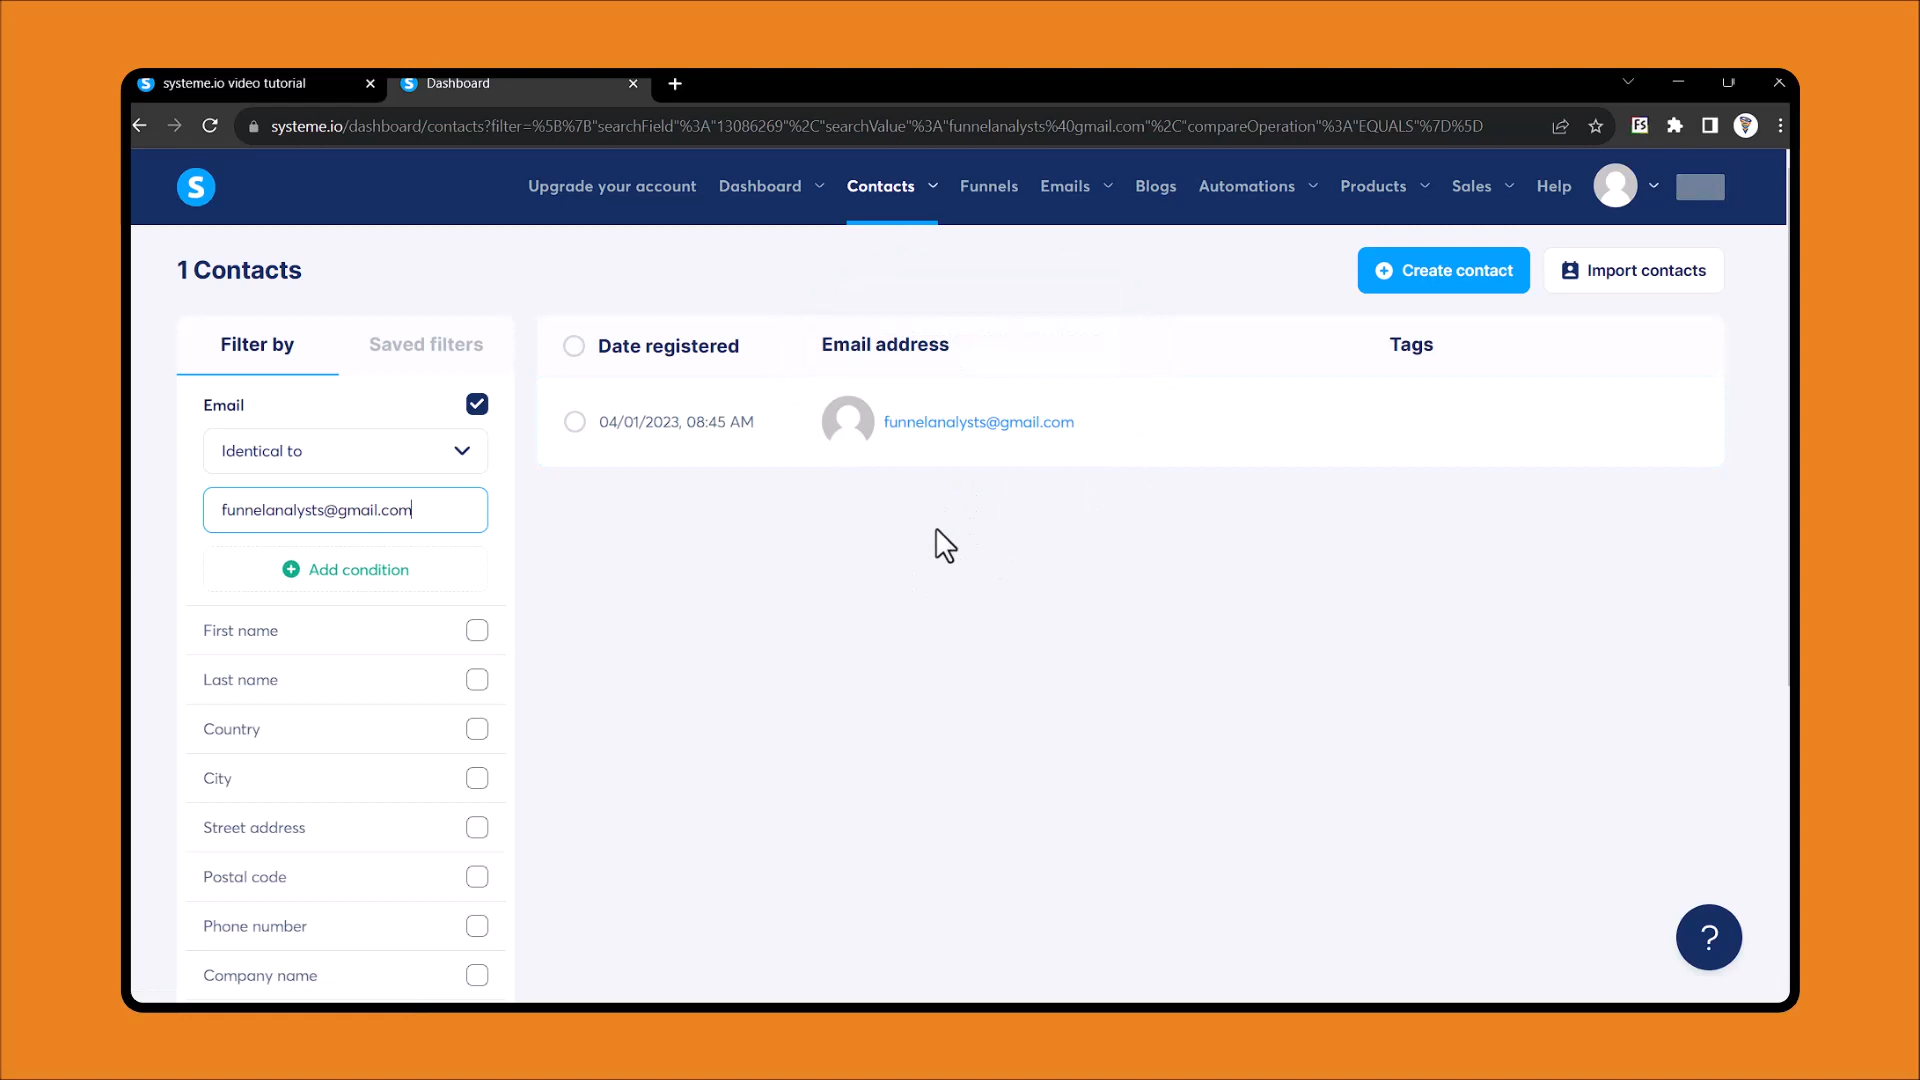 systeme.io video tutorial
Dashboard
systeme.io/dashboard/contacts?filter=%5B%7B"searchField"%3A"13086269"%2C"searchValue"%3A"funnelanalysts%40gmail.com"%2C"compareOperation"%3A"EQUALS"%7D%5D
FS
S
Upgrade your account
Dashboard
Contacts
Funnels
Emails
Blogs
Automations
Products
Sales
Help
1 Contacts
Create contact
Import contacts
Filter by
Saved filters
Date registered
Email address
Tags
Email
04/01/2023, 08:45 AM
funnelanalysts@gmail.com
Identical to
funnelanalysts@gmail.com
Add condition
First name
Last name
Country
City
Street address
Postal code
Phone number
Company name
?